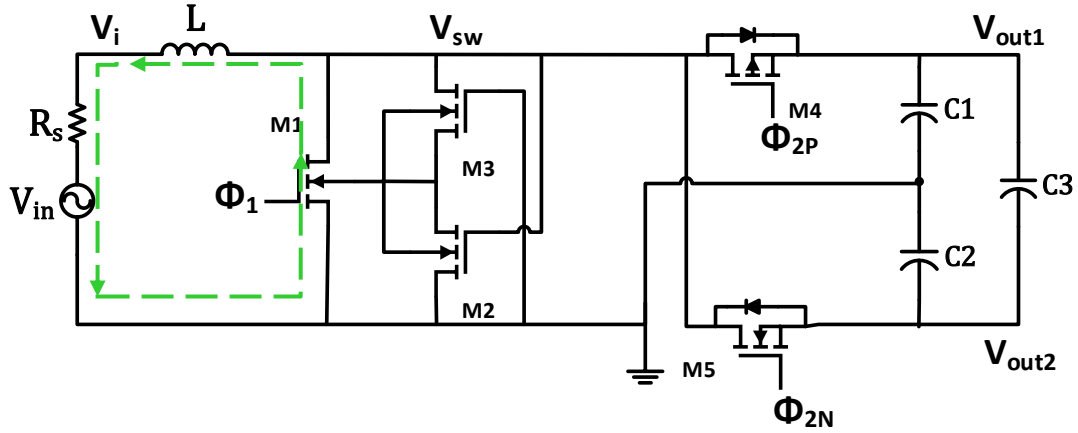 Vi
L
Vsw
Vout1
Rs
M1
M3
M4
C1
Φ2P
Φ1
Vin
C3
C2
M2
M5
Vout2
Φ2N